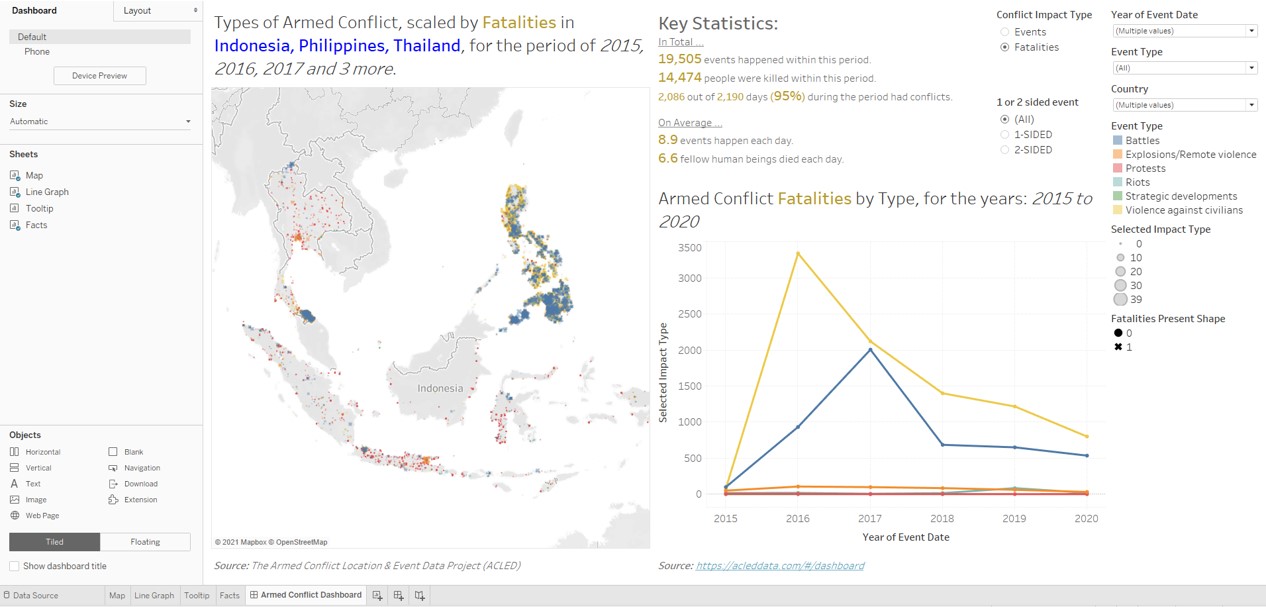 Dashboard
Layout
Default
Phone
Device Preview
Size
Automatic
Sheets
Map
Line Graph
Tooltip
Facts
Objects
Horizontal
Blank
Vertical
Navigation
Text
Download
Image
Extension
Web Page
Tiled
Floating
Show dashboard title
Types of Armed Conflict, scaled by Fatalities in
Indonesia, Philippines, Thailand, for the period of 2015,
2016, 2017 and 3 more.
Indonesia
© 2021 Mapbox © OpenStreetMap
Source: The Armed Conflict Location & Event Data Project (ACLED)
Key Statistics:
In Total ...
19,505 events happened within this period.
14,474 people were killed within this period.
2,086 out of 2,190 days (95%) during the period had conflicts.
On Average ...
8.9 events happen each day.
6.6 fellow human beings died each day.
Conflict Impact Type
Events
Fatalities
1 or 2 sided event
(All)
1-SIDED
2-SIDED
Armed Conflict Fatalities by Type, for the years: 2015 to
2020
Selected Impact Type
3500
3000
2500
2000
1500
1000
500
0
2015
2016
2017
2018
2019
2020
Year of Event Date
Source: https://acleddata.com/#/dashboard
Year of Event Date
(Multiple values)
Event Type
(All)
Country
(Multiple values)
Event Type
Battles
Explosions/Remote violence
Protests
Riots
Strategic developments
Violence against civilians
Selected Impact Type
0
10
20
30
39
Fatalities Present Shape
0
1
Data Source
Map
Line Graph
Tooltip
Facts
Armed Conflict Dashboard